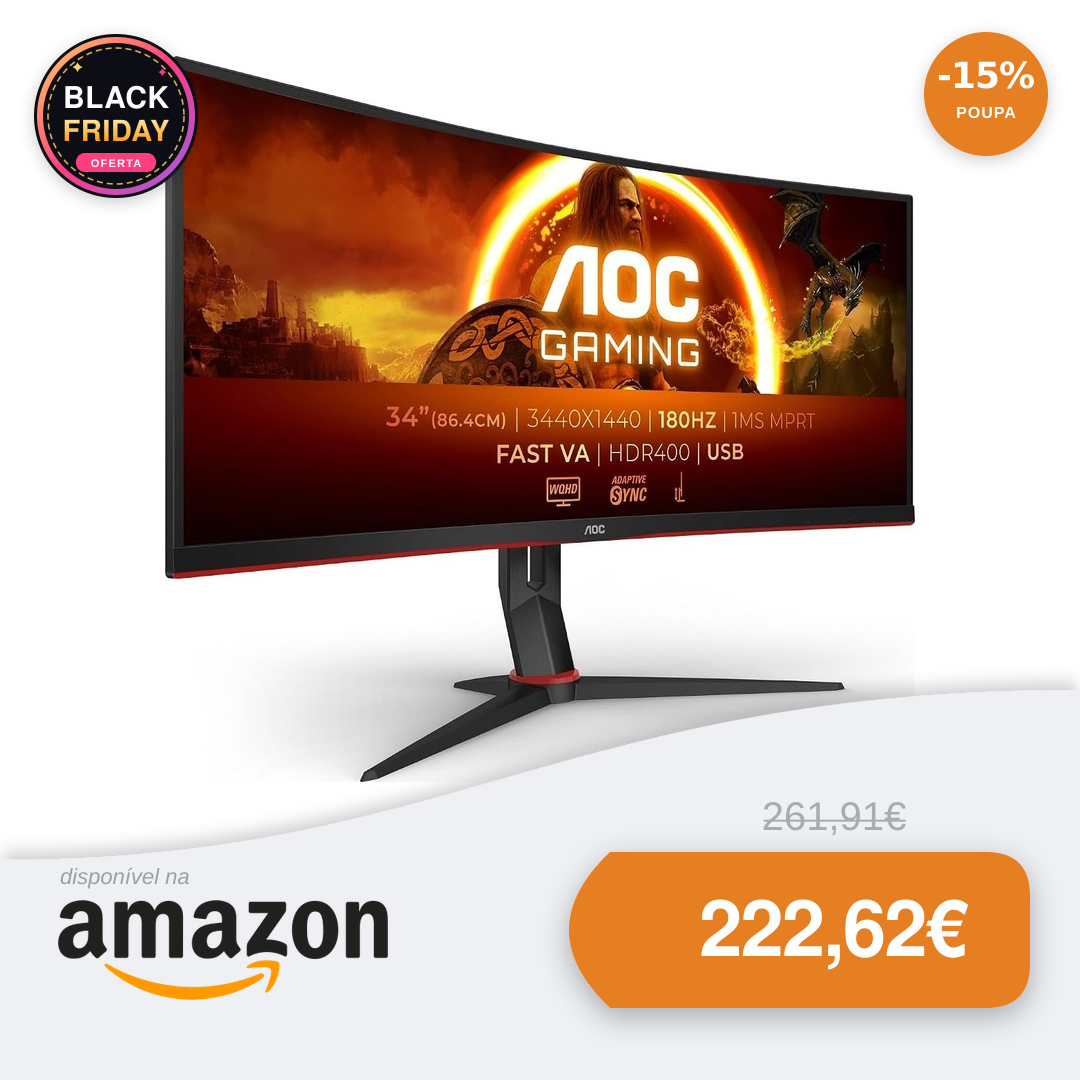 BLACK
FRIDAY
OFERTA
-15%
POUPA
AOC
GAMING
34” (86.4CM) | 3440X1440 | 180HZ | 1MS MPRT
FAST VA | HDR400 | USB
WQHD
ADAPTIVE
SYNC
AOC
261,91€
disponível na
amazon
222,62€